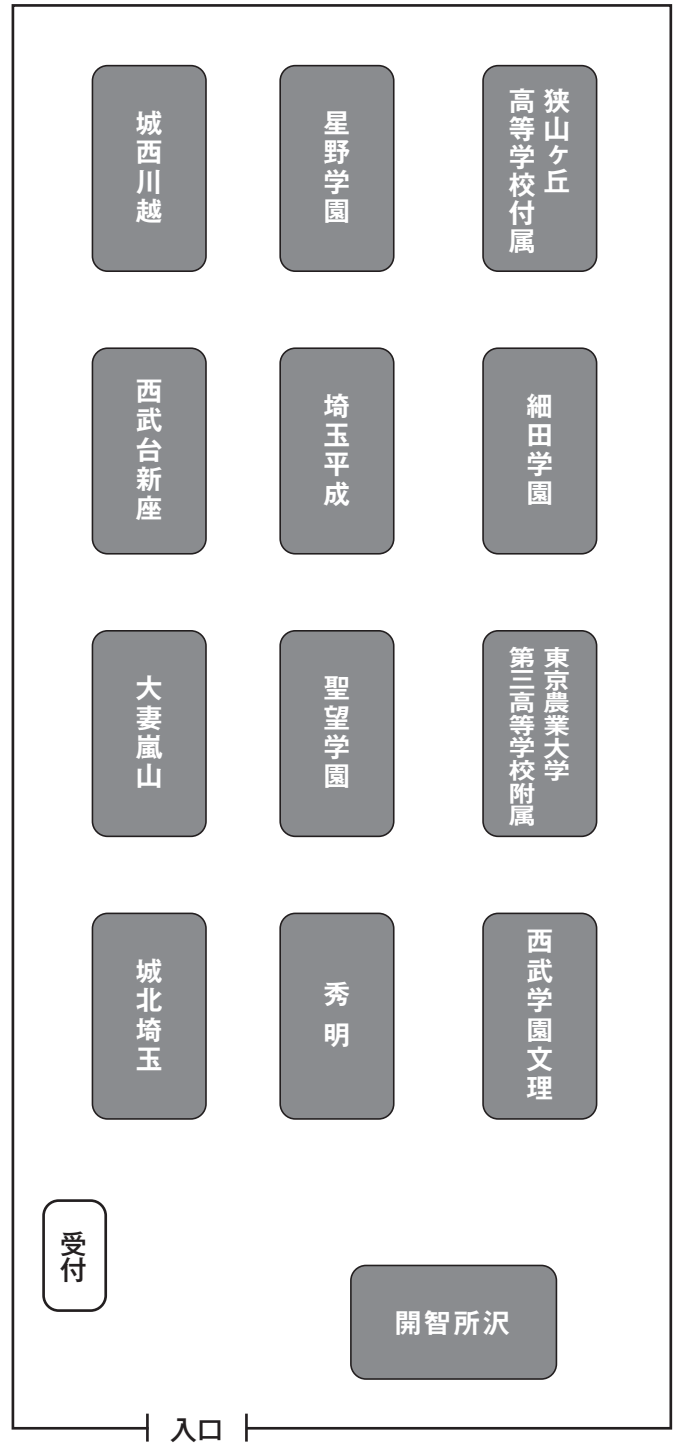 城西川越
星野学園
狭山ヶ丘
高等学校付属
西武台新座
埼玉平成
細田学園
大妻嵐山
聖望学園
東京農業大学
第三高等学校附属
城北埼玉
秀明
西武学園文理
受付
開智所沢
入口